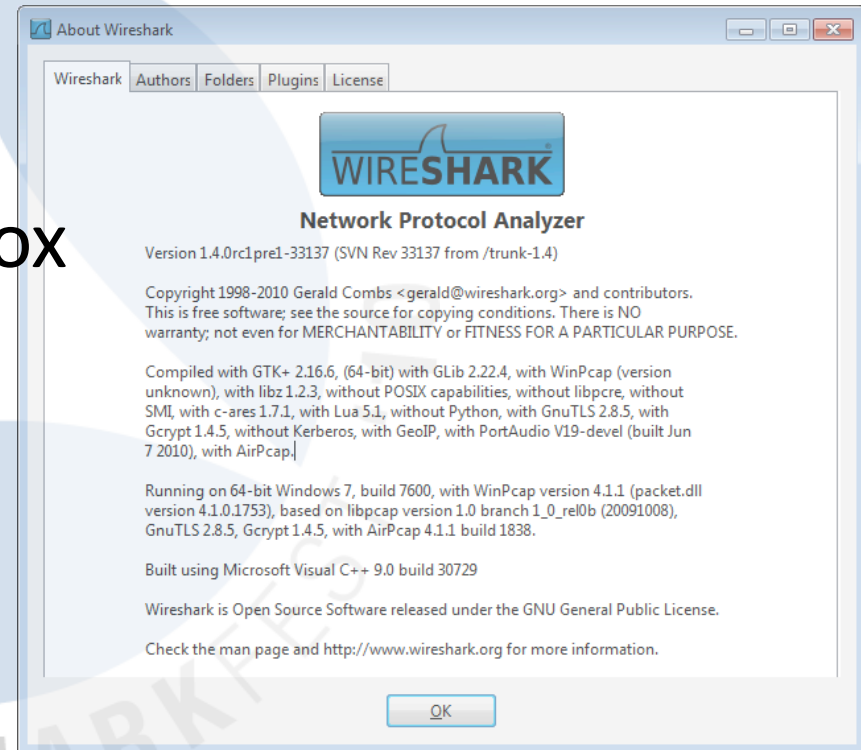 About Wireshark
Wireshark Authors Folders Plugins License
WIRESHARK
Network Protocol Analyzer
ox
Version 1.4.0rc1pre1-33137 (SVN Rev 33137 from /trunk-1.4)
Copyright 1998-2010 Gerald Combs <gerald@wireshark.org> and contributors.
This is free software; see the source for copying conditions. There is NO
warranty; not even for MERCHANTABILITY or FITNESS FOR A PARTICULAR PURPOSE.
Compiled with GTK+ 2.16.6, (64-bit) with GLib 2.22.4, with WinPcap (version
unknown), with libz 1.2.3, without POSIX capabilities, without libpcre, without
SMI, with c-ares 1.7.1, with Lua 5.1, without Python, with GnuTLS 2.8.5, with
Gcrypt 1.4.5, without Kerberos, with GeoIP, with PortAudio V19-devel (built Jun
7 2010), with AirPcap.
Running on 64-bit Windows 7, build 7600, with WinPcap version 4.1.1 (packet.dll
version 4.1.0.1753), based on libpcap version 1.0 branch 1_0_rel0b (20091008),
GnuTLS 2.8.5, Gcrypt 1.4.5, with AirPcap 4.1.1 build 1838.
Built using Microsoft Visual C++ 9.0 build 30729
Wireshark is Open Source Software released under the GNU General Public License.
Check the man page and http://www.wireshark.org for more information.
OK